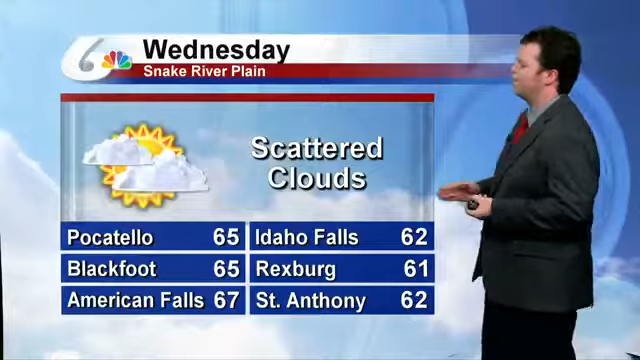 6 Wednesday
Snake River Plain
Scattered
Clouds
Pocatello 65 Idaho Falls 62
Blackfoot 65 Rexburg 61
American Falls 67 St. Anthony 62